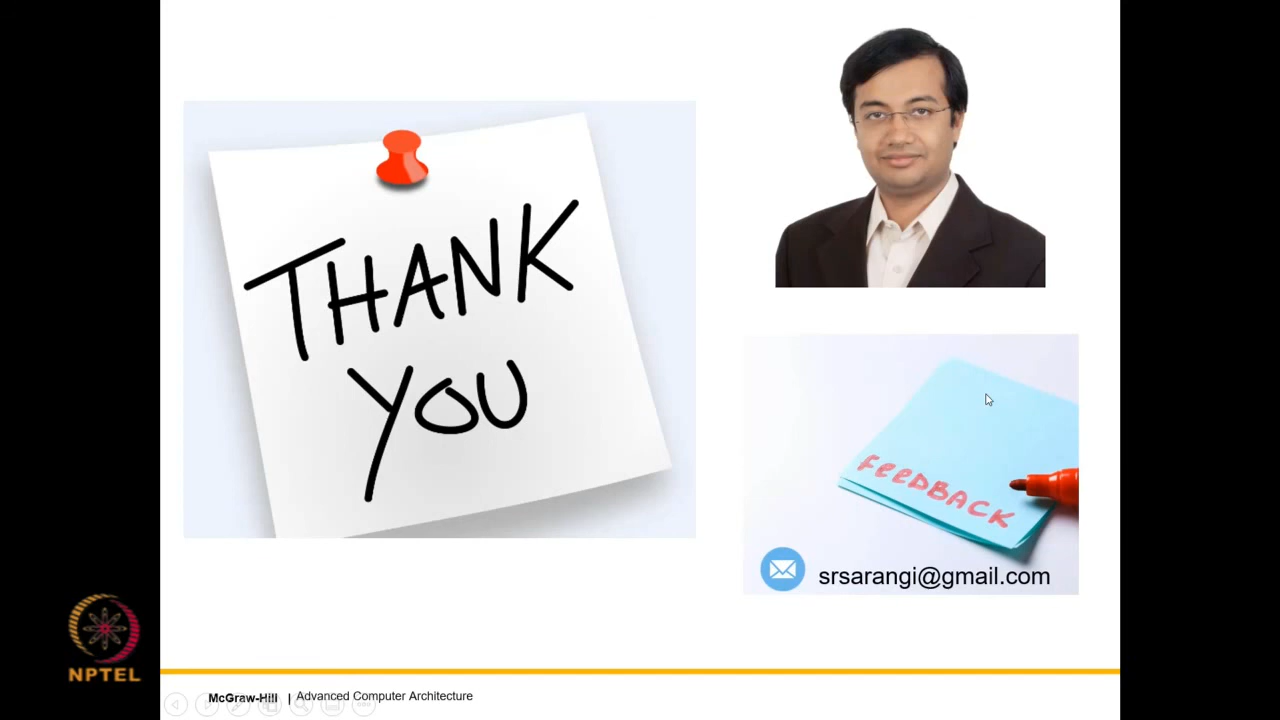 THANK
YOU
FEEDBACK
srsarangi@gmail.com
NPTEL
McGraw-Hill | Advanced Computer Architecture